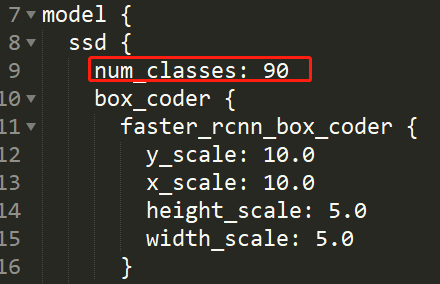 7 model {
8 ssd {
9 num_classes: 90
10 box_coder {
11 faster_rcnn_box_coder {
12 y_scale: 10.0
13 x_scale: 10.0
14 height_scale: 5.0
15 width_scale: 5.0
16 }